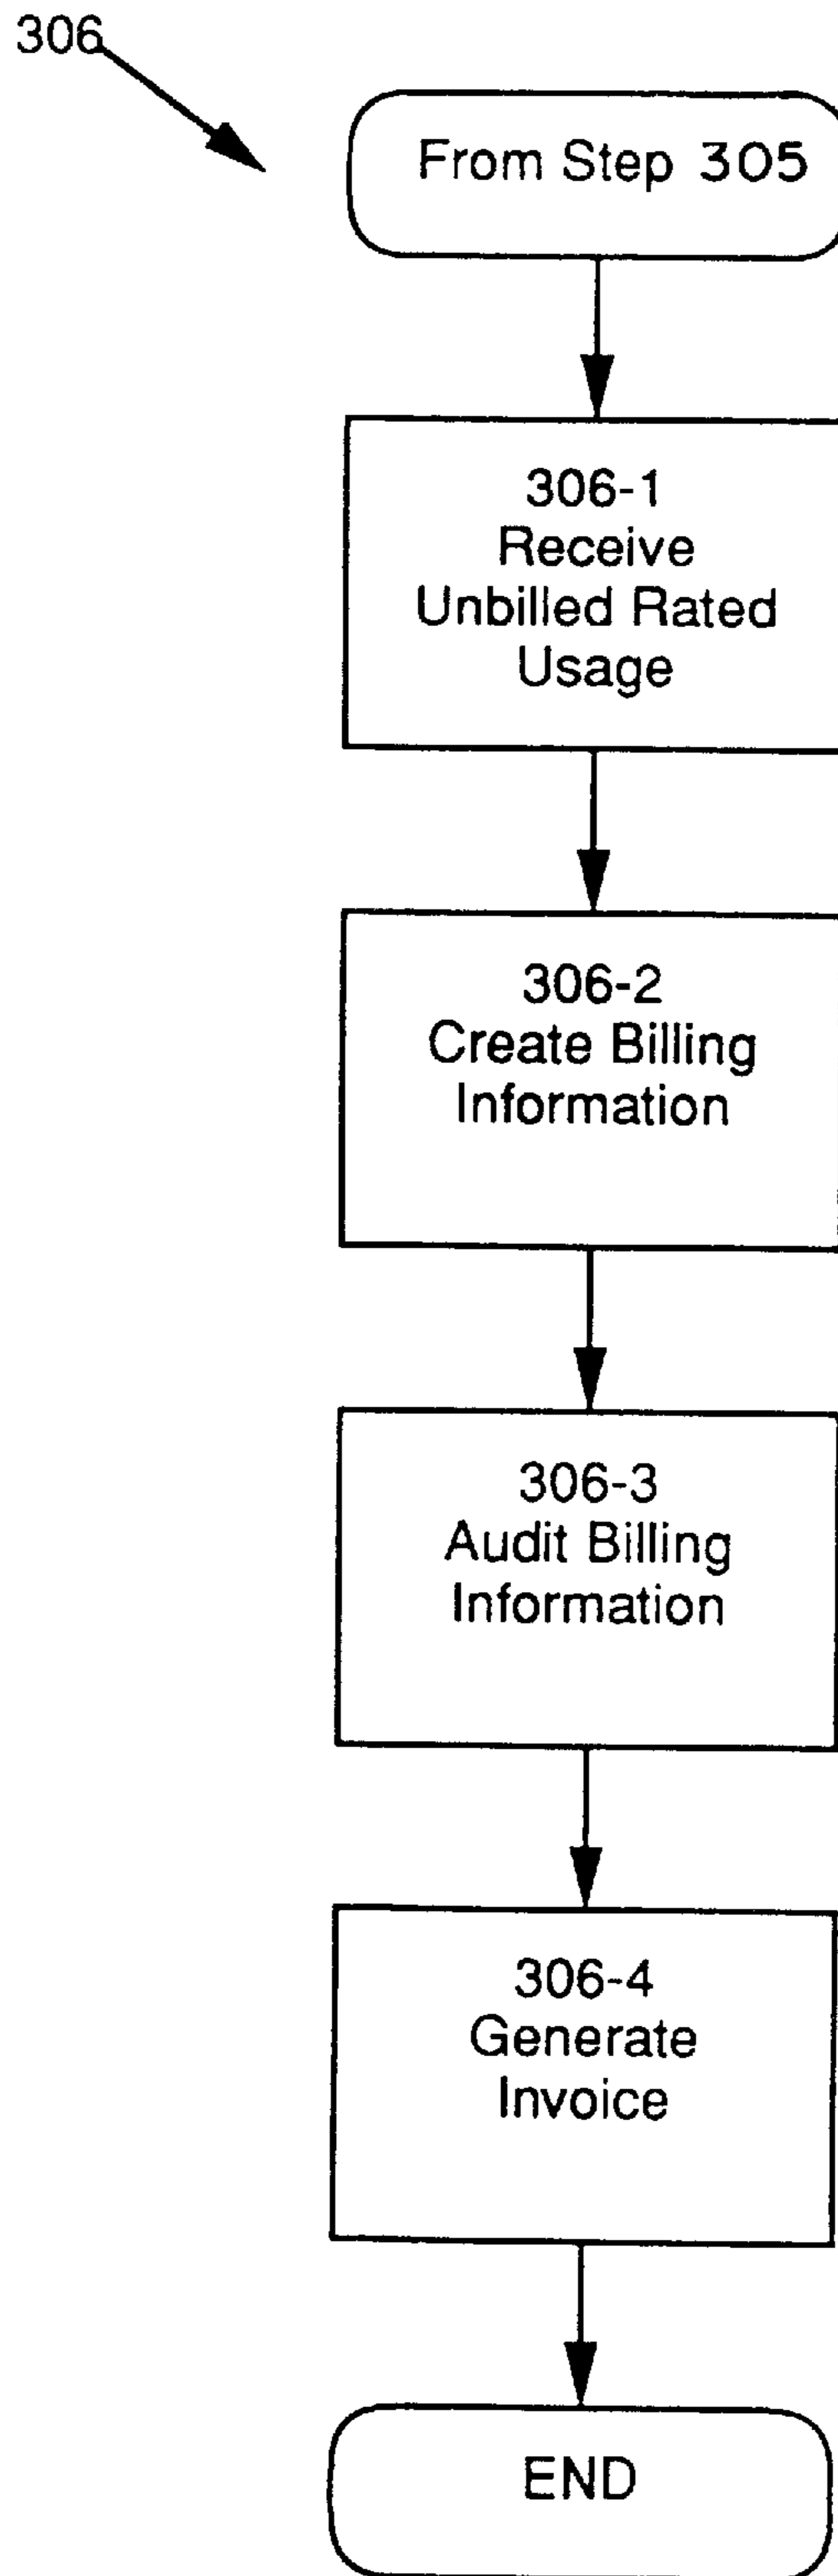 306
From Step 305
306-1
Receive
Unbilled Rated
Usage
306-2
Create Billing
Information
306-3
Audit Billing
Information
306-4
Generate
Invoice
END